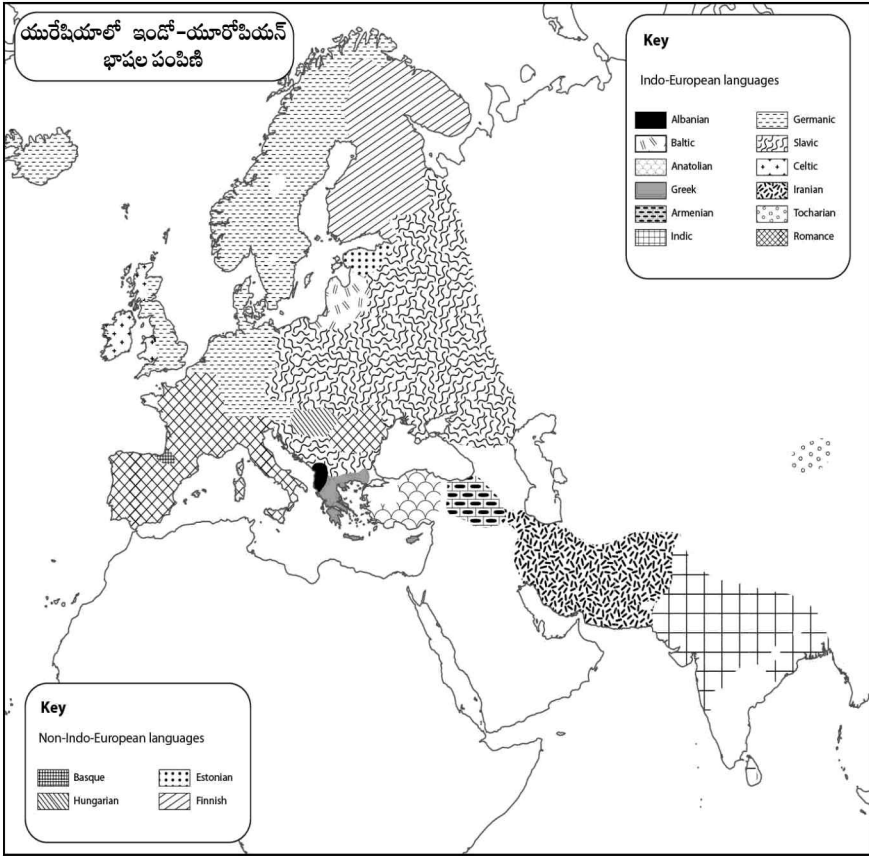 యురేషియాలో ఇండో-యూరోపియన్
భాషల పంపిణి
Key
Indo-European languages
Albanian
Germanic
Baltic
Slavic
Anatolian
Celtic
Greek
Iranian
Armenian
Tocharian
Indic
Romance
Key
Non-Indo-European languages
Basque
Estonian
Hungarian
Finnish